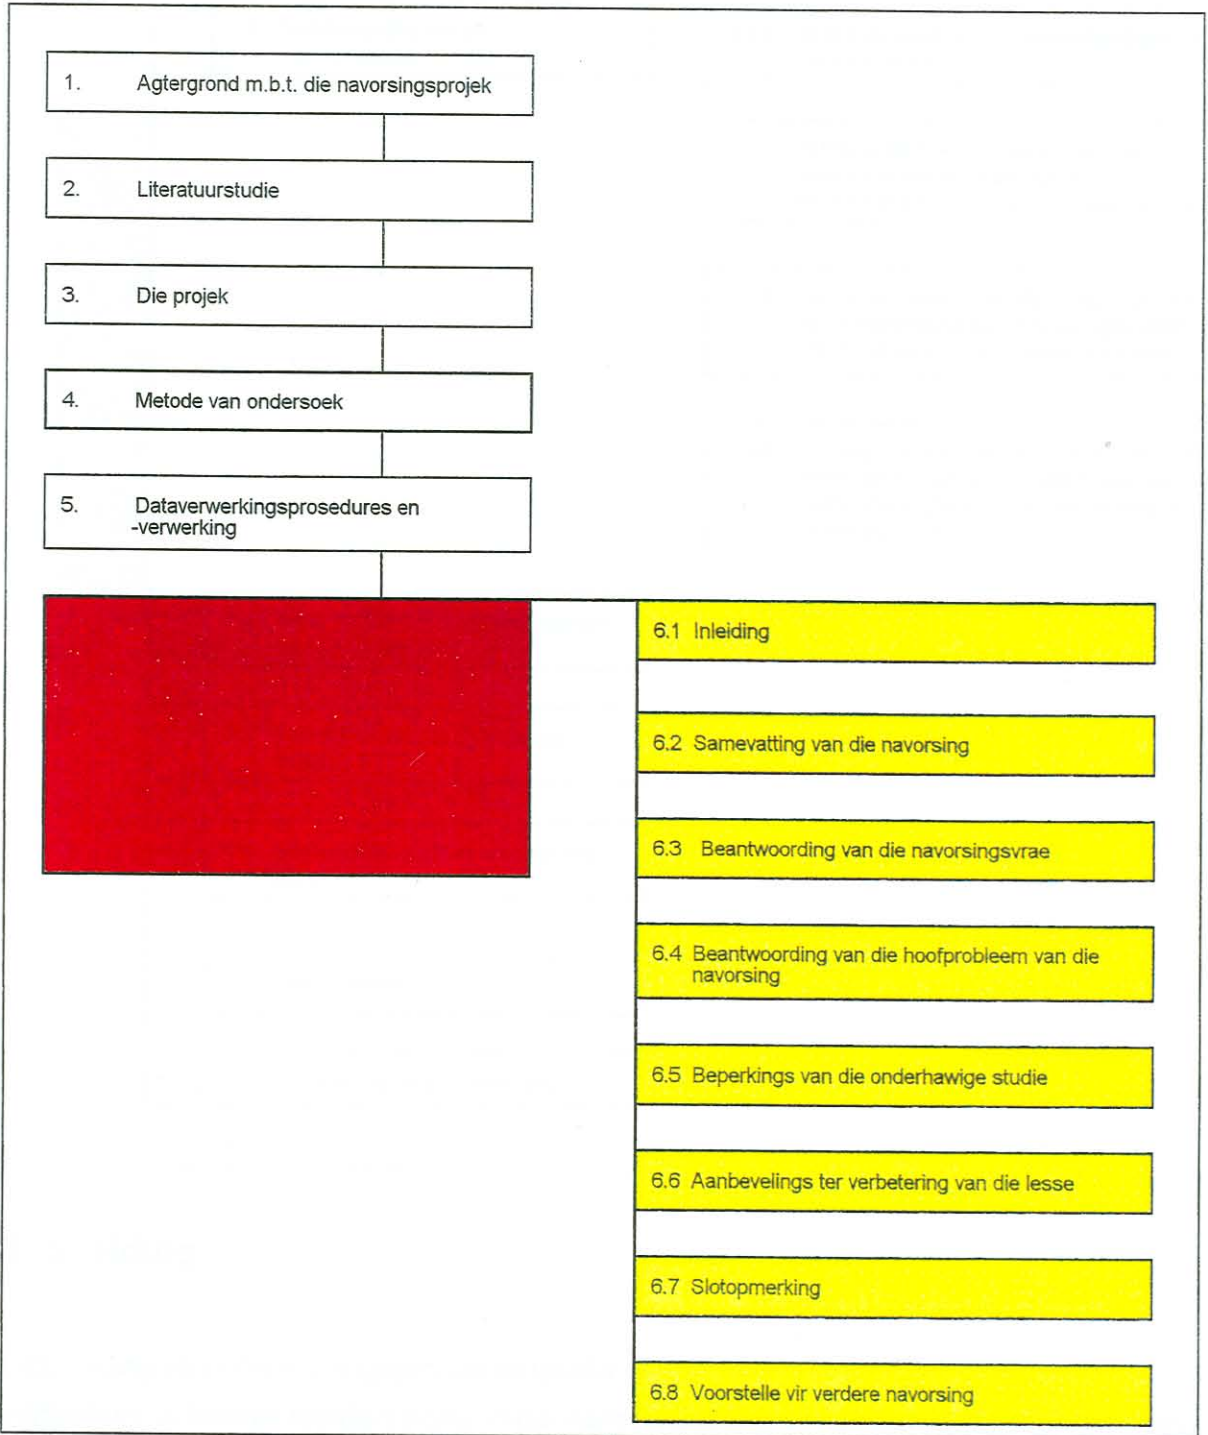 1. Agtergrond m.b.t. die navorsingsprojek
2. Literatuurstudie
3. Die projek
4. Metode van ondersoek
5. Dataverwerkingsprosedures en
-verwerking
6.1 Inleiding
6.2 Samevatting van die navorsing
6.3 Beantwoording van die navorsingsvrae
6.4 Beantwoording van die hoofprobleem van die
navorsing
6.5 Beperkings van die onderhawige studie
6.6 Aanbevelings ter verbetering van die lesse
6.7 Slotopmerking
6.8 Voorstelle vir verdere navorsing